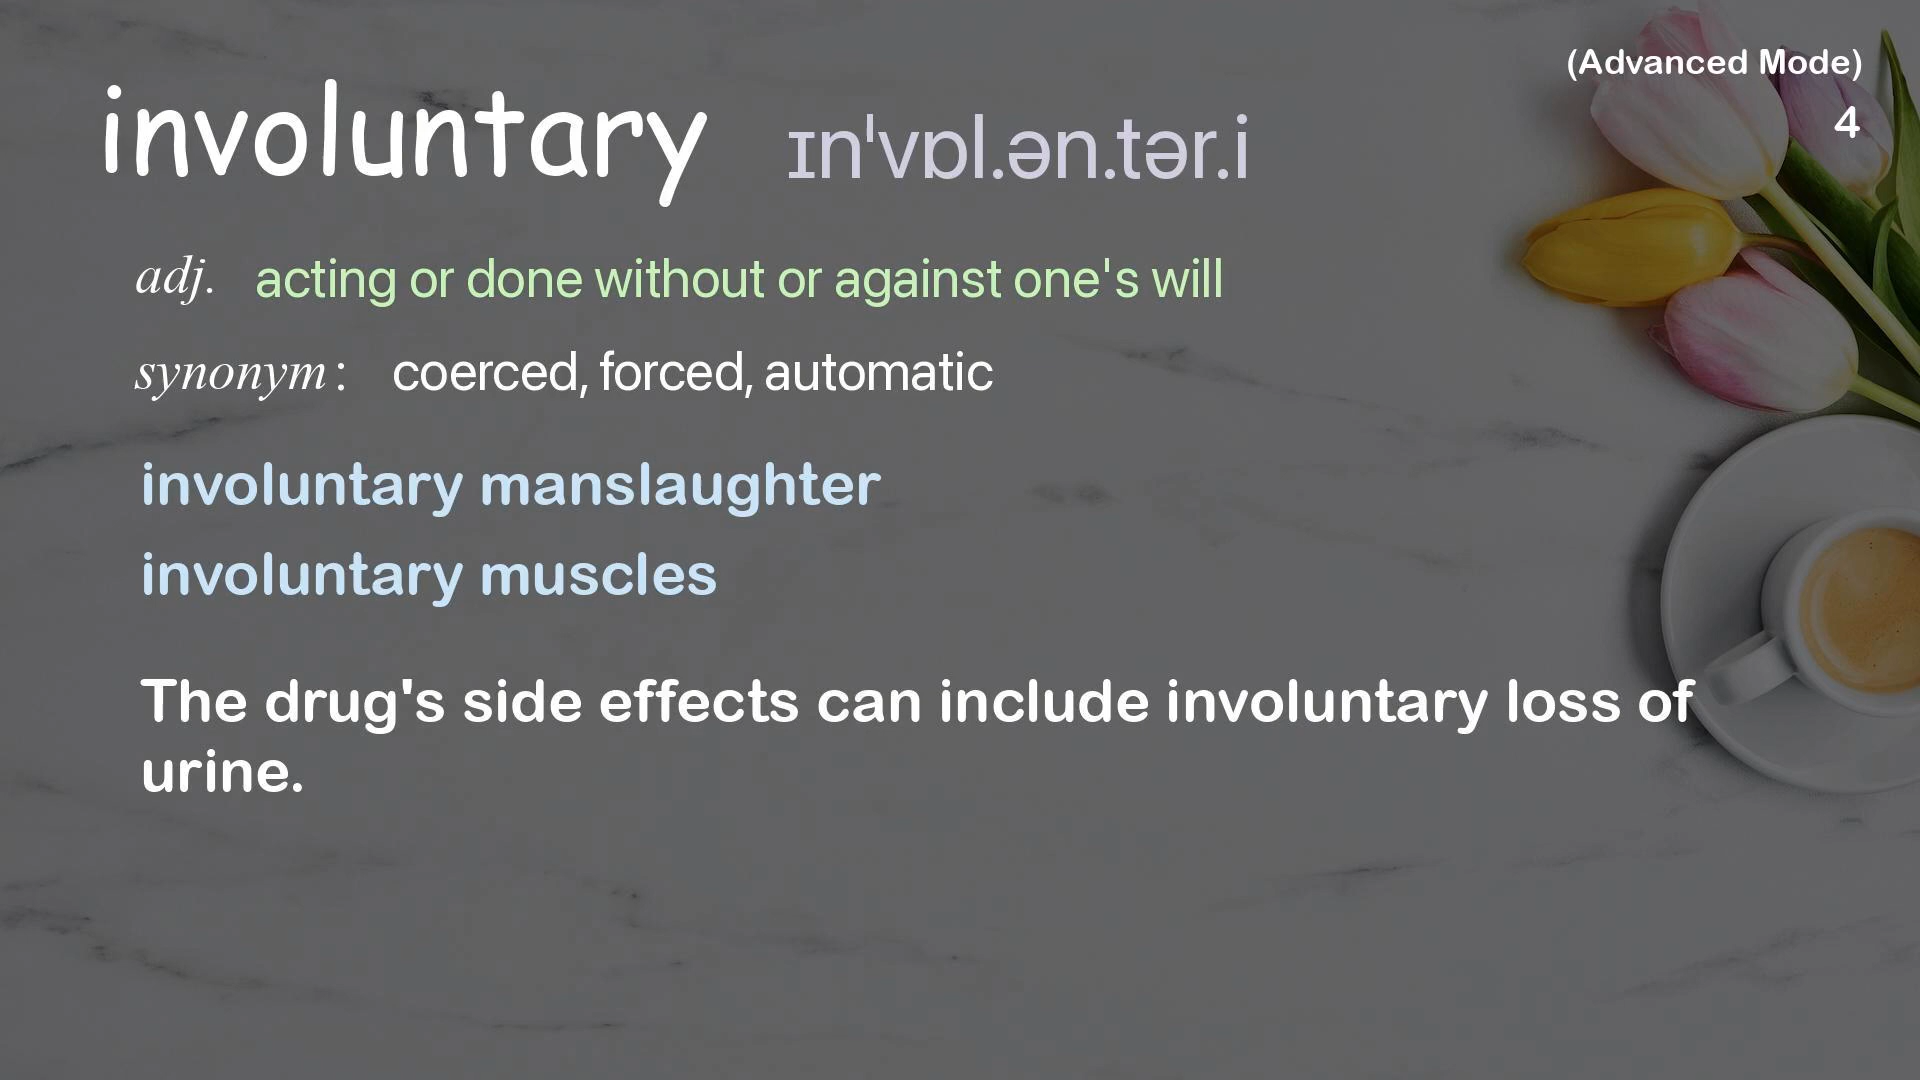 (Advanced Mode)
4
involuntary ɪnˈvɒl.ən.tər.i
adj. acting or done without or against one's will
synonym: coerced, forced, automatic
involuntary manslaughter
involuntary muscles
The drug's side effects can include involuntary loss of
urine.